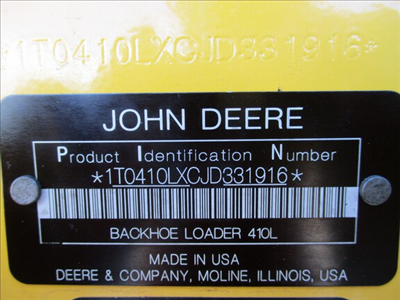 *1T0410LXCJD331916*
JOHN DEERE
Product Identification Number
*1T0410LXCJD331916*
BACKHOE LOADER 410L
MADE IN USA
DEERE & COMPANY, MOLINE, ILLINOIS, USA